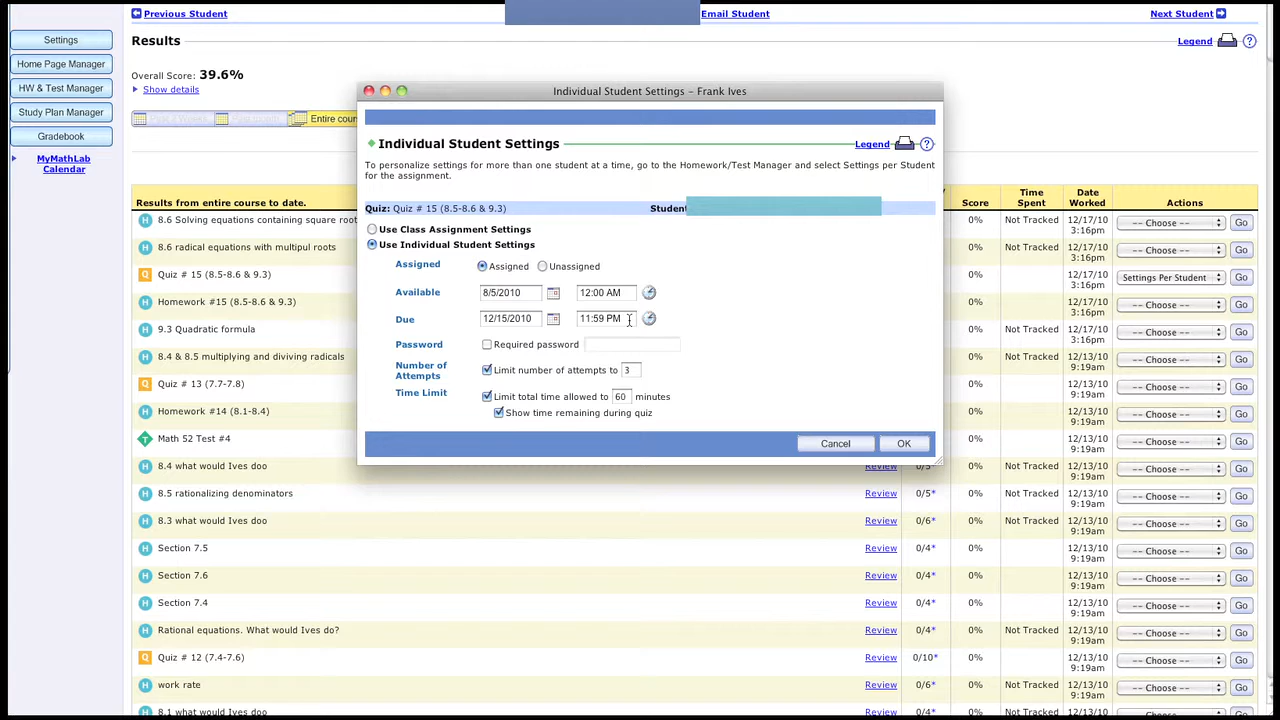 Previous Student
Email Student
Next Student
Settings
Results
Legend
Home Page Manager
Overall Score: 39.6%
HW & Test Manager
Show details
Study Plan Manager
Entire cour
Gradebook
MyMathLab
Calendar
Individual Student Settings – Frank Ives
Individual Student Settings
Legend
To personalize settings for more than one student at a time, go to the Homework/Test Manager and select Settings per Student
for the assignment.
Quiz: Quiz # 15 (8.5-8.6 & 9.3)
Student
Use Class Assignment Settings
Use Individual Student Settings
Assigned Assigned Unassigned
Available 8/5/2010 12:00 AM
Due 12/15/2010 11:59 PM
Password Required password
Number of
Attempts Limit number of attempts to 3
Time Limit Limit total time allowed to 60 minutes
Show time remaining during quiz
Cancel OK
Results from entire course to date. Score Time Spent Date Worked Actions
8.6 Solving equations containing square root 0% Not Tracked 12/17/10 3:16pm -- Choose -- Go
8.6 radical equations with multipul roots 0% Not Tracked 12/17/10 3:16pm -- Choose -- Go
Quiz # 15 (8.5-8.6 & 9.3) 0% 12/17/10 3:16pm Settings Per Student Go
Homework #15 (8.5-8.6 & 9.3) 0% Not Tracked 12/17/10 3:16pm -- Choose -- Go
9.3 Quadratic formula 0% Not Tracked 12/17/10 3:16pm -- Choose -- Go
8.4 & 8.5 multiplying and diviving radicals 0% Not Tracked 12/13/10 9:19am -- Choose -- Go
Quiz # 13 (7.7-7.8) 0% 12/13/10 9:19am -- Choose -- Go
Homework #14 (8.1-8.4) 0% Not Tracked 12/13/10 9:19am -- Choose -- Go
Math 52 Test #4 0% 12/13/10 9:19am -- Choose -- Go
8.4 what would Ives doo Review 0/5* 0% Not Tracked 12/13/10 9:19am -- Choose -- Go
8.5 rationalizing denominators Review 0/5* 0% Not Tracked 12/13/10 9:19am -- Choose -- Go
8.3 what would Ives doo Review 0/6* 0% Not Tracked 12/13/10 9:19am -- Choose -- Go
Section 7.5 Review 0/4* 0% 12/13/10 9:19am -- Choose -- Go
Section 7.6 Review 0/4* 0% 12/13/10 9:19am -- Choose -- Go
Section 7.4 Review 0/4* 0% 12/13/10 9:19am -- Choose -- Go
Rational equations. What would Ives do? Review 0/4* 0% Not Tracked 12/13/10 9:19am -- Choose -- Go
Quiz # 12 (7.4-7.6) Review 0/10* 0% 12/13/10 9:19am -- Choose -- Go
work rate Review 0/6* 0% Not Tracked 12/13/10 9:19am -- Choose -- Go
8.1 what would Ives doo Review 0/4* 0% Not Tracked 12/13/10